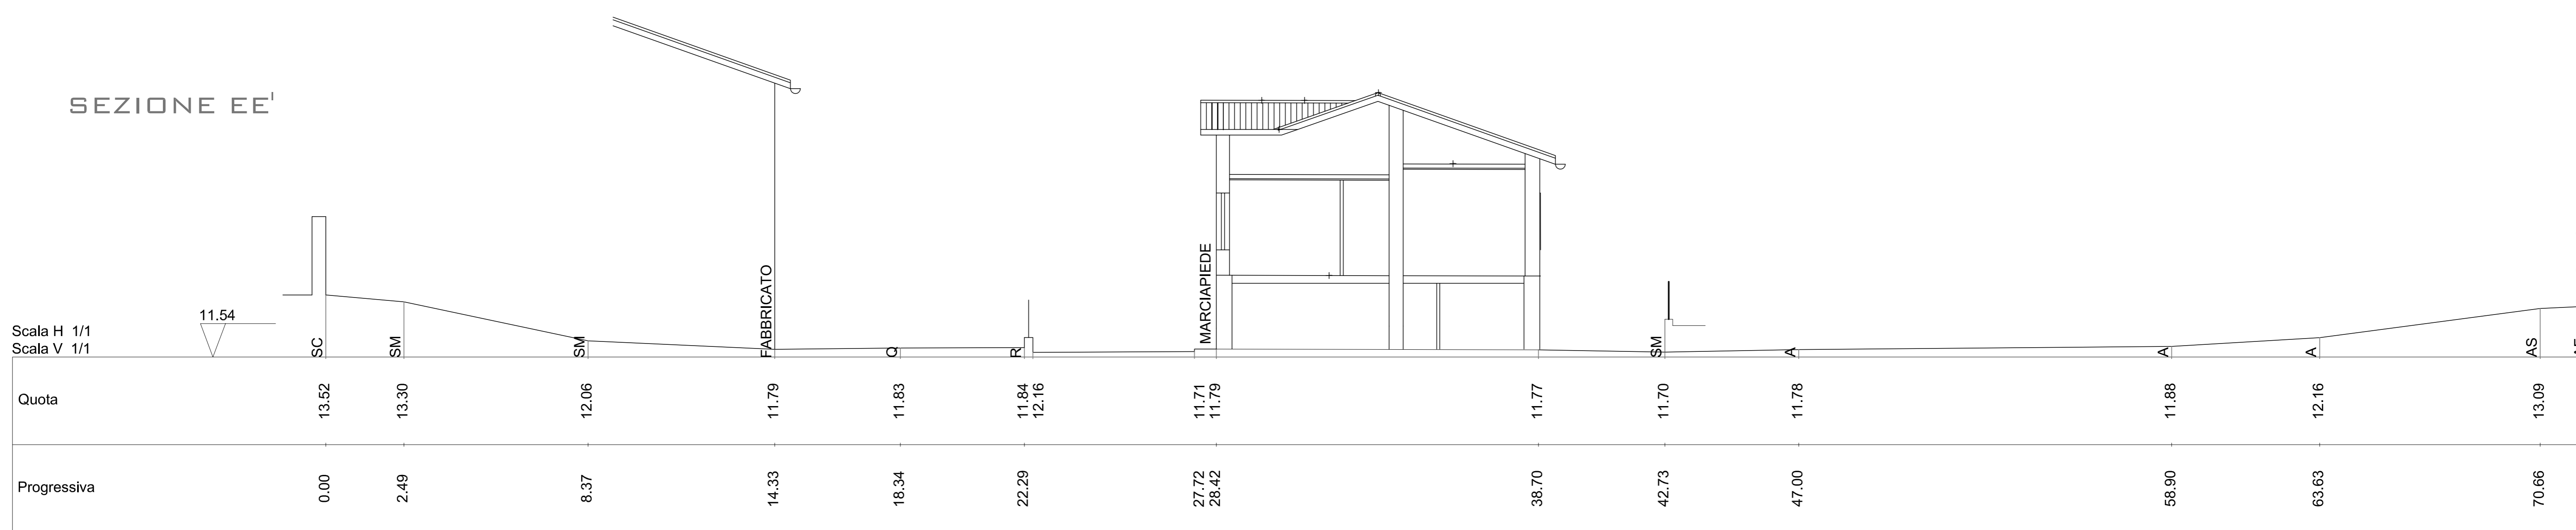 SEZIONE EE'
11.54
Scala H 1/1
Scala V 1/1
SC
SM
SM
FABBRICATO
Q
R
MARCIAPIEDE
SM
A
A
A
AS
Quota
13.52
13.30
12.06
11.79
11.83
11.84
12.16
11.71
11.79
11.77
11.70
11.78
11.88
12.16
13.09
Progressiva
0.00
2.49
8.37
14.33
18.34
22.29
27.72
28.42
38.70
42.73
47.00
58.90
63.63
70.66